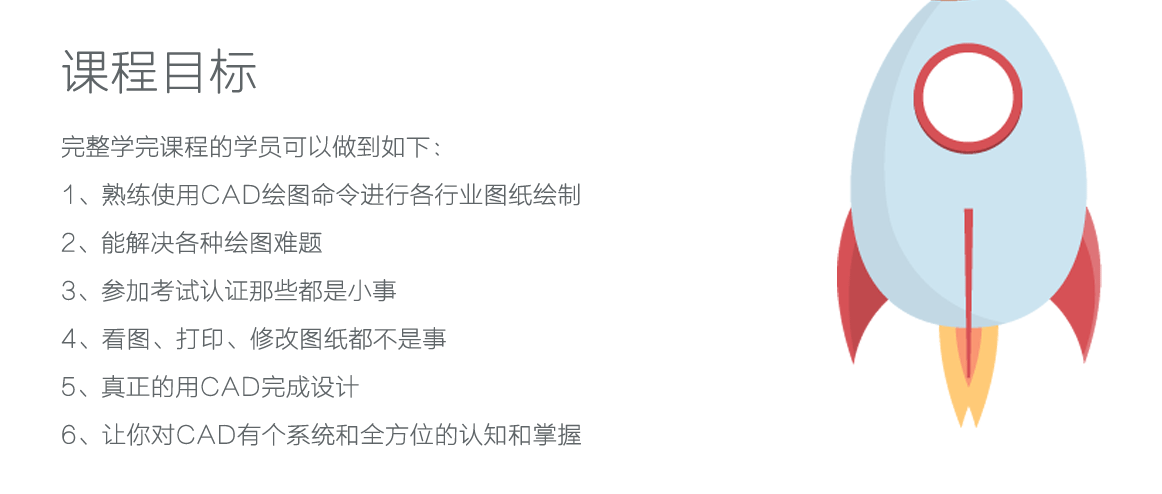 课程目标
完整学完课程的学员可以做到如下：
1、熟练使用CAD绘图命令进行各行业图纸绘制
2、能解决各种绘图难题
3、参加考试认证那些都是小事
4、看图、打印、修改图纸都不是事
5、真正的用CAD完成设计
6、让你对CAD有个系统和全方位的认知和掌握